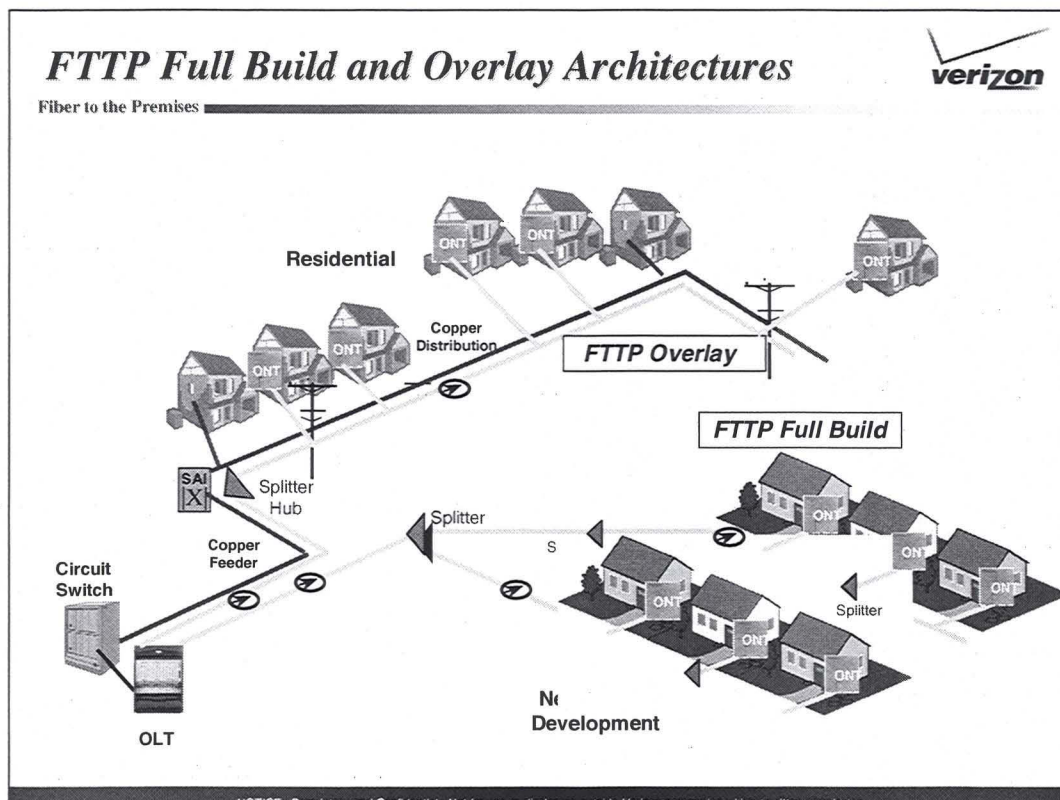 FTTP Full Build and Overlay Architectures
verizon
Fiber to the Premises
ONT
ONT
ONT
Residential
ONT
ONT
Copper
Distribution
FTTP Overlay
FTTP Full Build
SAI
X
Splitter
Hub
Splitter
S
ONT
ONT
ONT
Copper
Feeder
Circuit
Switch
ONT
ONT
ONT
Splitter
OLT
Ne
Development